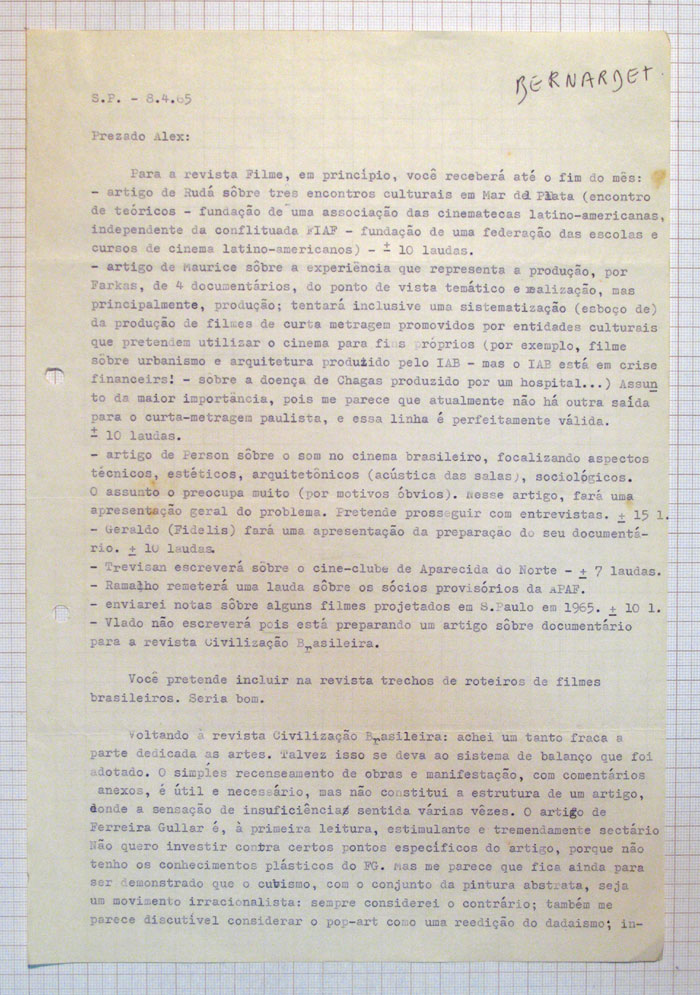 BERNARDET
S.P. - 8.4.65
Prezado Alex:
Para a revista Filme, em princípio, você receberá até o fim do mês:
- artigo de Rudá sôbre tres encontros culturais em Mar del Plata (encontro
de teóricos - fundação de uma associação das cinematecas latino-americanas,
independente da conflituada FIAF - fundação de uma federação das escolas e
cursos de cinema latino-americanos) - ± 10 laudas.
- artigo de Maurice sôbre a experiência que representa a produção, por
Farkas, de 4 documentários, do ponto de vista temático e realização, mas
principalmente, produção; tentará inclusive uma sistematização (esboço de)
da produção de filmes de curta metragem promovidos por entidades culturais
que pretendem utilizar o cinema para fins próprios (por exemplo, filme
sôbre urbanismo e arquitetura produzido pelo IAB - mas o IAB está em crise
financeirs! - sôbre a doença de Chagas produzido por um hospital...) Assun
to da maior importância, pois me parece que atualmente não há outra saída
para o curta-metragem paulista, e essa linha é perfeitamente válida.
± 10 laudas.
- artigo de Person sôbre o som no cinema brasileiro, focalizando aspectos
técnicos, estéticos, arquitetônicos (acústica das salas), sociológicos.
O assunto o preocupa muito (por motivos óbvios). Nesse artigo, fará uma
apresentação geral do problema. Pretende prosseguir com entrevistas. ± 15 l.
- Geraldo (Fidelis) fará uma apresentação da preparação do seu documentá-
rio. ± 10 laudas.
- Trevisan escreverá sôbre o cine-clube de Aparecida do Norte - ± 7 laudas.
- Ramalho remeterá uma lauda sôbre os sócios provisórios da APAF.
- enviarei notas sôbre alguns filmes projetados em S.Paulo em 1965. ± 10 l.
- Vlado não escreverá pois está preparando um artigo sôbre documentário
para a revista Civilização Brasileira.
Você pretende incluir na revista trechos de roteiros de filmes
brasileiros. Seria bom.
Voltando à revista Civilização Brasileira: achei um tanto fraca a
parte dedicada as artes. Talvez isso se deva ao sistema de balanço que foi
adotado. O simples recenseamento de obras e manifestação, com comentários
anexos, é útil e necessário, mas não constitui a estrutura de um artigo,
donde a sensação de insuficiência sentida várias vêzes. O artigo de
Ferreira Gullar é, à primeira leitura, estimulante e tremendamente sectário
Não quero investir contra certos pontos específicos do artigo, porque não
tenho os conhecimentos plásticos do FG. Mas me parece que fica ainda para
ser demonstrado que o cubismo, com o conjunto da pintura abstrata, seja
um movimento irracionalista: sempre considerei o contrário; também me
parece discutível considerar o pop-art como uma reedição do dadaismo; in-